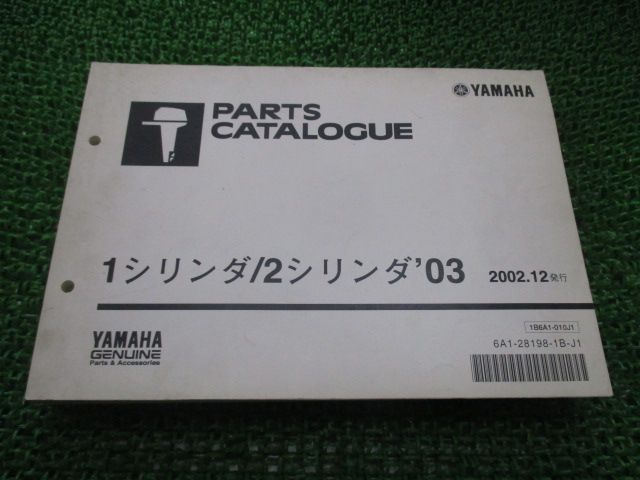 PARTS
CATALOGUE
YAMAHA
1シリンダ/2シリンダ'03
2002.12発行
YAMAHA
GENUINE
Parts & Accessories
1B6A1-010J1
6A1-28198-1B-J1